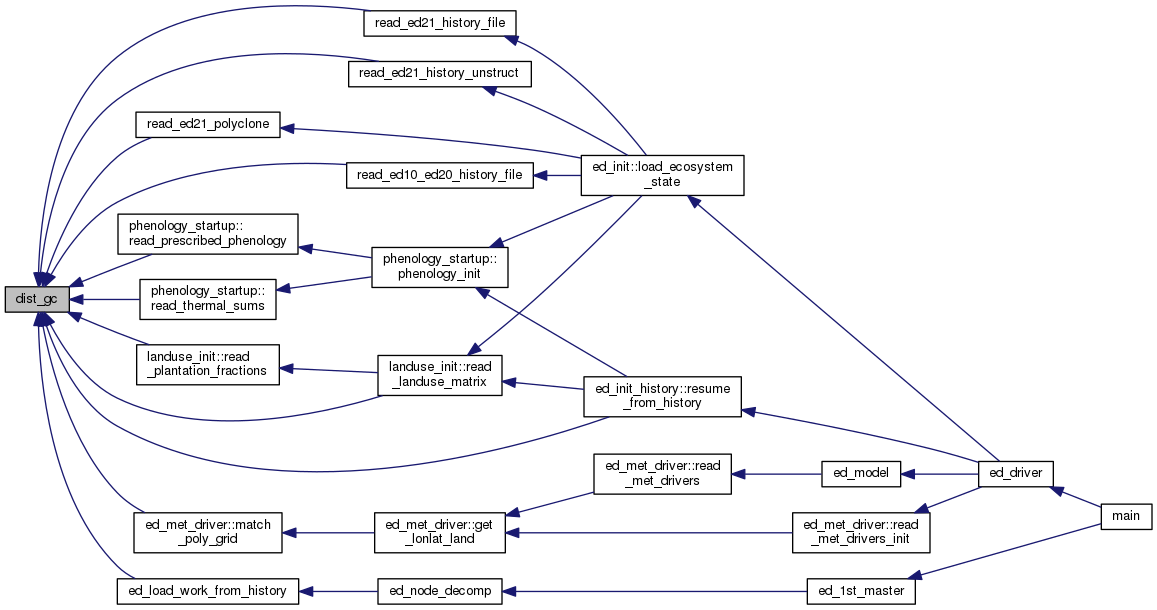 read_ed21_history_file
read_ed21_history_unstruct
read_ed21_polyclone
ed_init::load_ecosystem
_state
read_ed10_ed20_history_file
phenology_startup::
read_prescribed_phenology
phenology_startup::
phenology_init
dist_gc
phenology_startup::
read_thermal_sums
landuse_init::read
_plantation_fractions
landuse_init::read
_landuse_matrix
ed_init_history::resume
_from_history
ed_met_driver::read
_met_drivers
ed_model
ed_driver
main
ed_met_driver::match
_poly_grid
ed_met_driver::get
_lonlat_land
ed_met_driver::read
_met_drivers_init
ed_load_work_from_history
ed_node_decomp
ed_1st_master